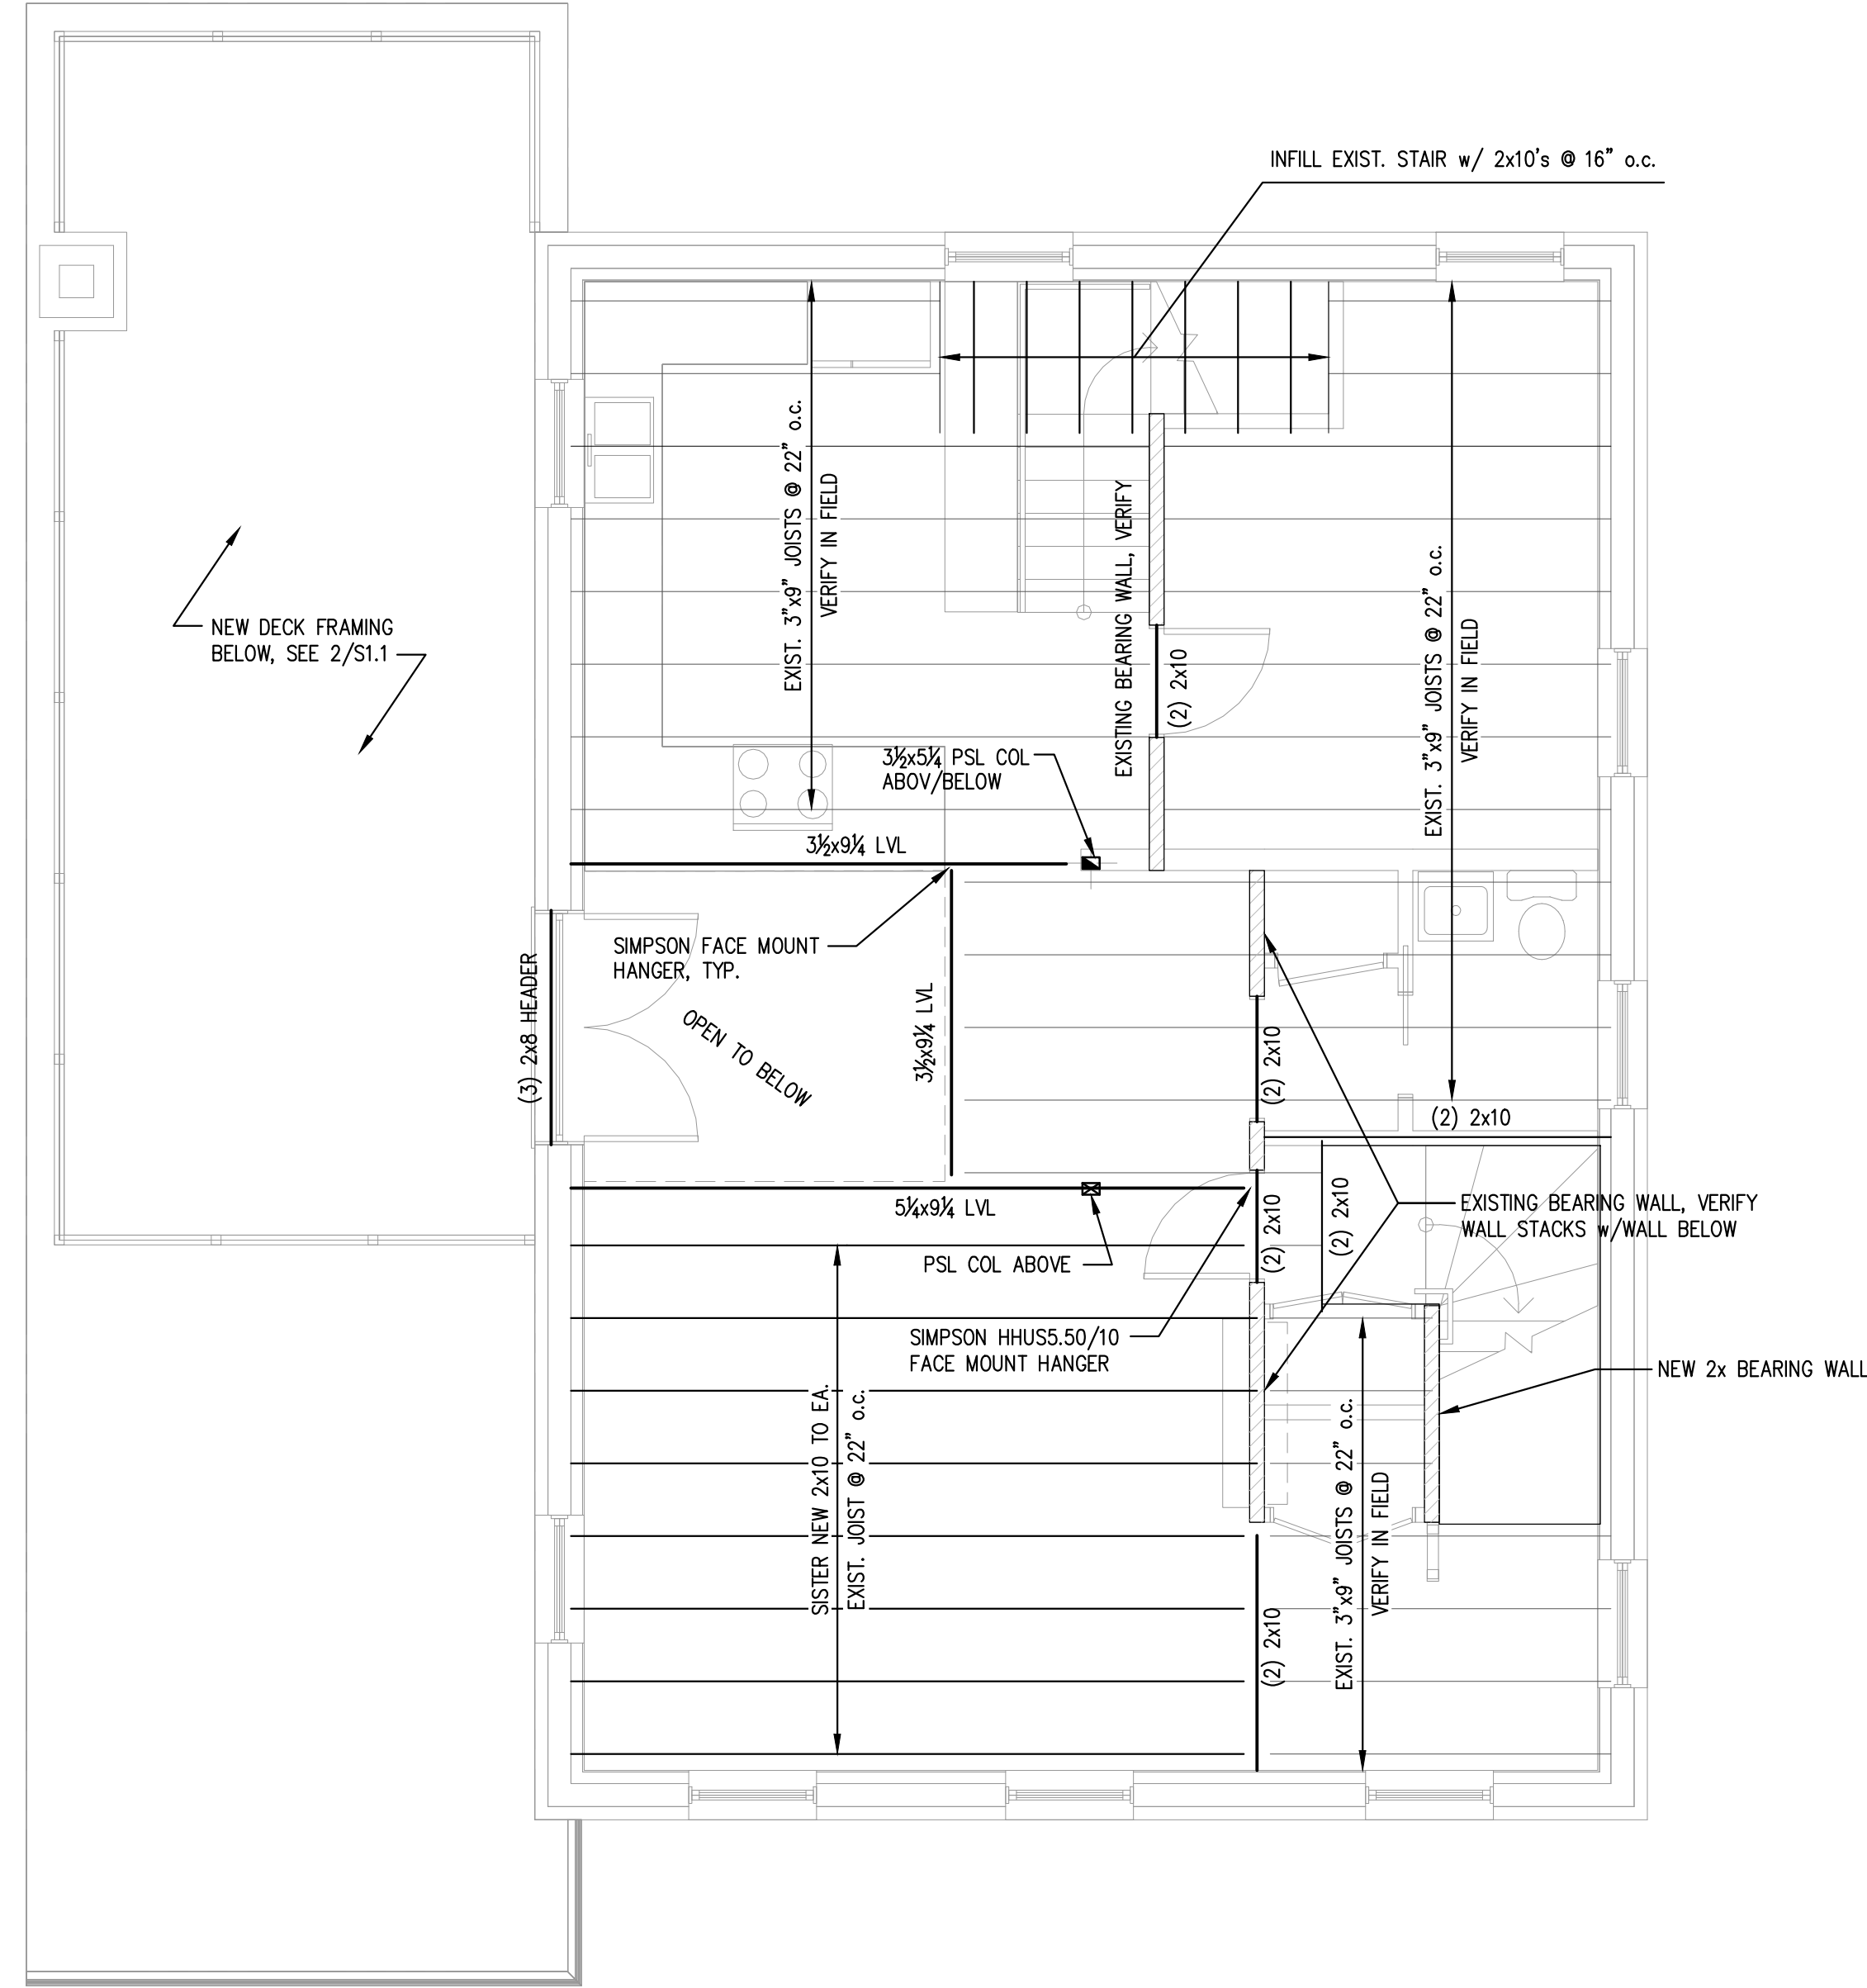 INFILL EXIST. STAIR w/ 2x10's @ 16" o.c.
EXIST. 3"x9" JOISTS @ 22" o.c.
VERIFY IN FIELD
EXISTING BEARING WALL, VERIFY
(2) 2x10
EXIST. 3"x9" JOISTS @ 22" o.c.
VERIFY IN FIELD
NEW DECK FRAMING
BELOW, SEE 2/S1.1
3½x5¼ PSL COL
ABOV/BELOW
3½x9¼ LVL
SIMPSON FACE MOUNT
HANGER, TYP.
(3) 2x8 HEADER
OPEN TO BELOW
3½x9¼ LVL
(2) 2x10
(2) 2x10
5¼x9¼ LVL
(2) 2x10
(2) 2x10
EXISTING BEARING WALL, VERIFY
WALL STACKS w/WALL BELOW
PSL COL ABOVE
SIMPSON HHUS5.50/10
FACE MOUNT HANGER
NEW 2x BEARING WALL
SISTER NEW 2x10 TO EA.
EXIST. JOIST @ 22" o.c.
EXIST. 3"x9" JOISTS @ 22" o.c.
VERIFY IN FIELD
(2) 2x10